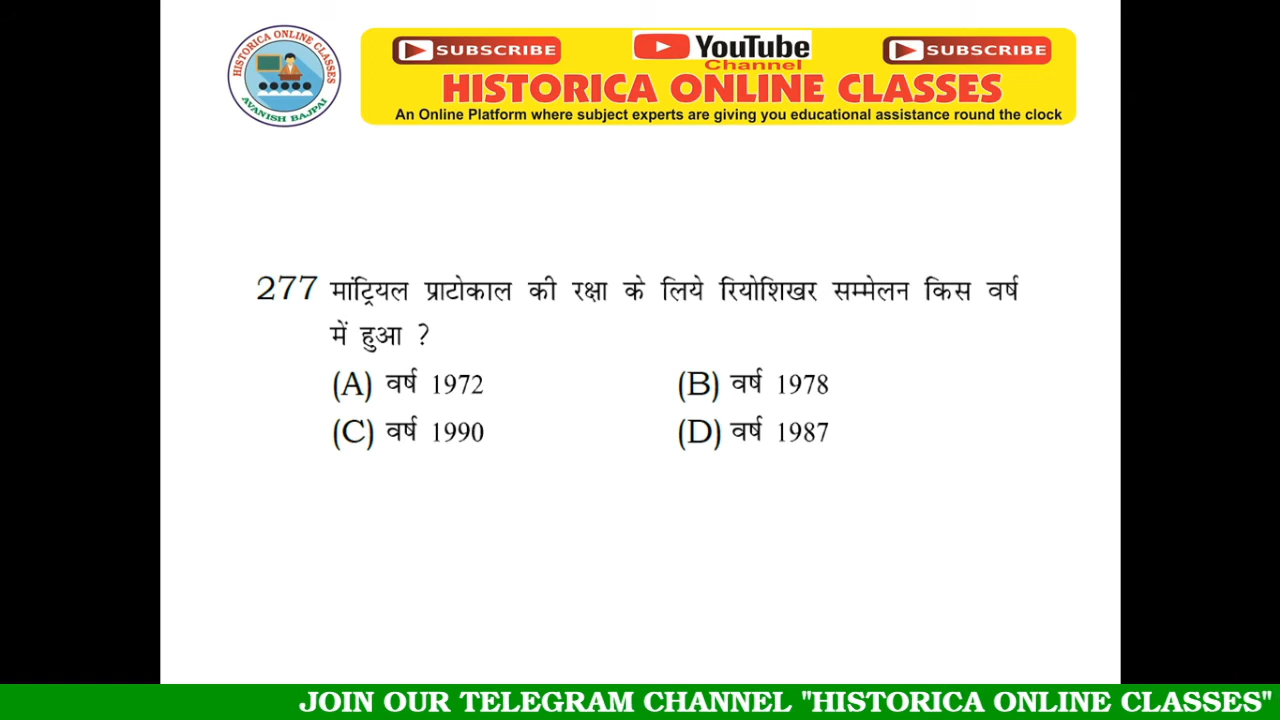 HISTORICA ONLINE CLASSES
AVANISH BAJPAI
SUBSCRIBE
YouTube
SUBSCRIBE
Channel
HISTORICA ONLINE CLASSES
An Online Platform where subject experts are giving you educational assistance round the clock
277 मांट्रियल प्राटोकाल की रक्षा के लिये रियोशिखर सम्मेलन किस वर्ष
में हुआ ?
(A) वर्ष 1972 (B) वर्ष 1978
(C) वर्ष 1990 (D) वर्ष 1987
JOIN OUR TELEGRAM CHANNEL "HISTORICA ONLINE CLASSES"